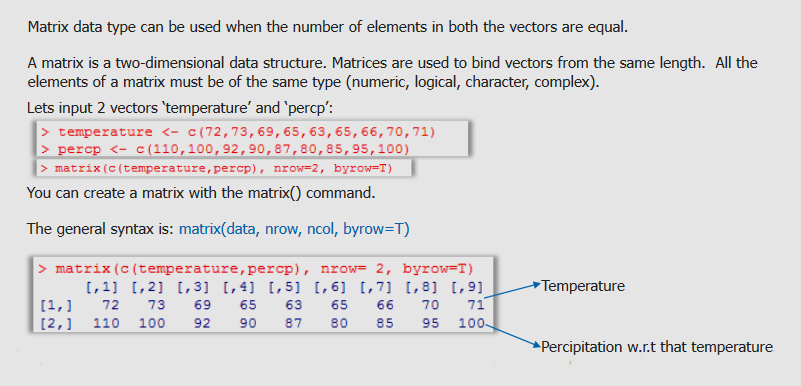 Matrix data type can be used when the number of elements in both the vectors are equal.
A matrix is a two-dimensional data structure. Matrices are used to bind vectors from the same length.  All the
elements of a matrix must be of the same type (numeric, logical, character, complex).
Lets input 2 vectors ‘temperature’ and ‘percp’:
> temperature <- c(72,73,69,65,63,65,66,70,71)
> percp <- c(110,100,92,90,87,80,85,95,100)
> matrix(c(temperature,percp), nrow=2, byrow=T)
You can create a matrix with the matrix() command.
The general syntax is: matrix(data, nrow, ncol, byrow=T)
> matrix(c(temperature,percp), nrow= 2, byrow=T)
[,1] [,2] [,3] [,4] [,5] [,6] [,7] [,8] [,9] Temperature
[1,] 72 73 69 65 63 65 66 70 71
[2,] 110 100 92 90 87 80 85 95 100
Percipitation w.r.t that temperature